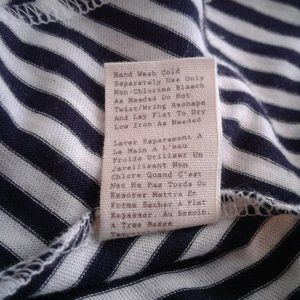 Hand Wash Cold
Separately Use Only
Non-Chlorine Bleach
As Needed Do Not
Twist/Wring Reshape
And Lay Flat To Dry
Low Iron As Needed
Laver Separement A
La Main A L'eau
Froide Utiliser Un
Javellisant Non
Chlore Quand C'est
Nec Ne Pas Tordu Ou
Essorer Mettre En
Forme Secher A Plat
Repasser. Au Besoin.
A Tres Basse